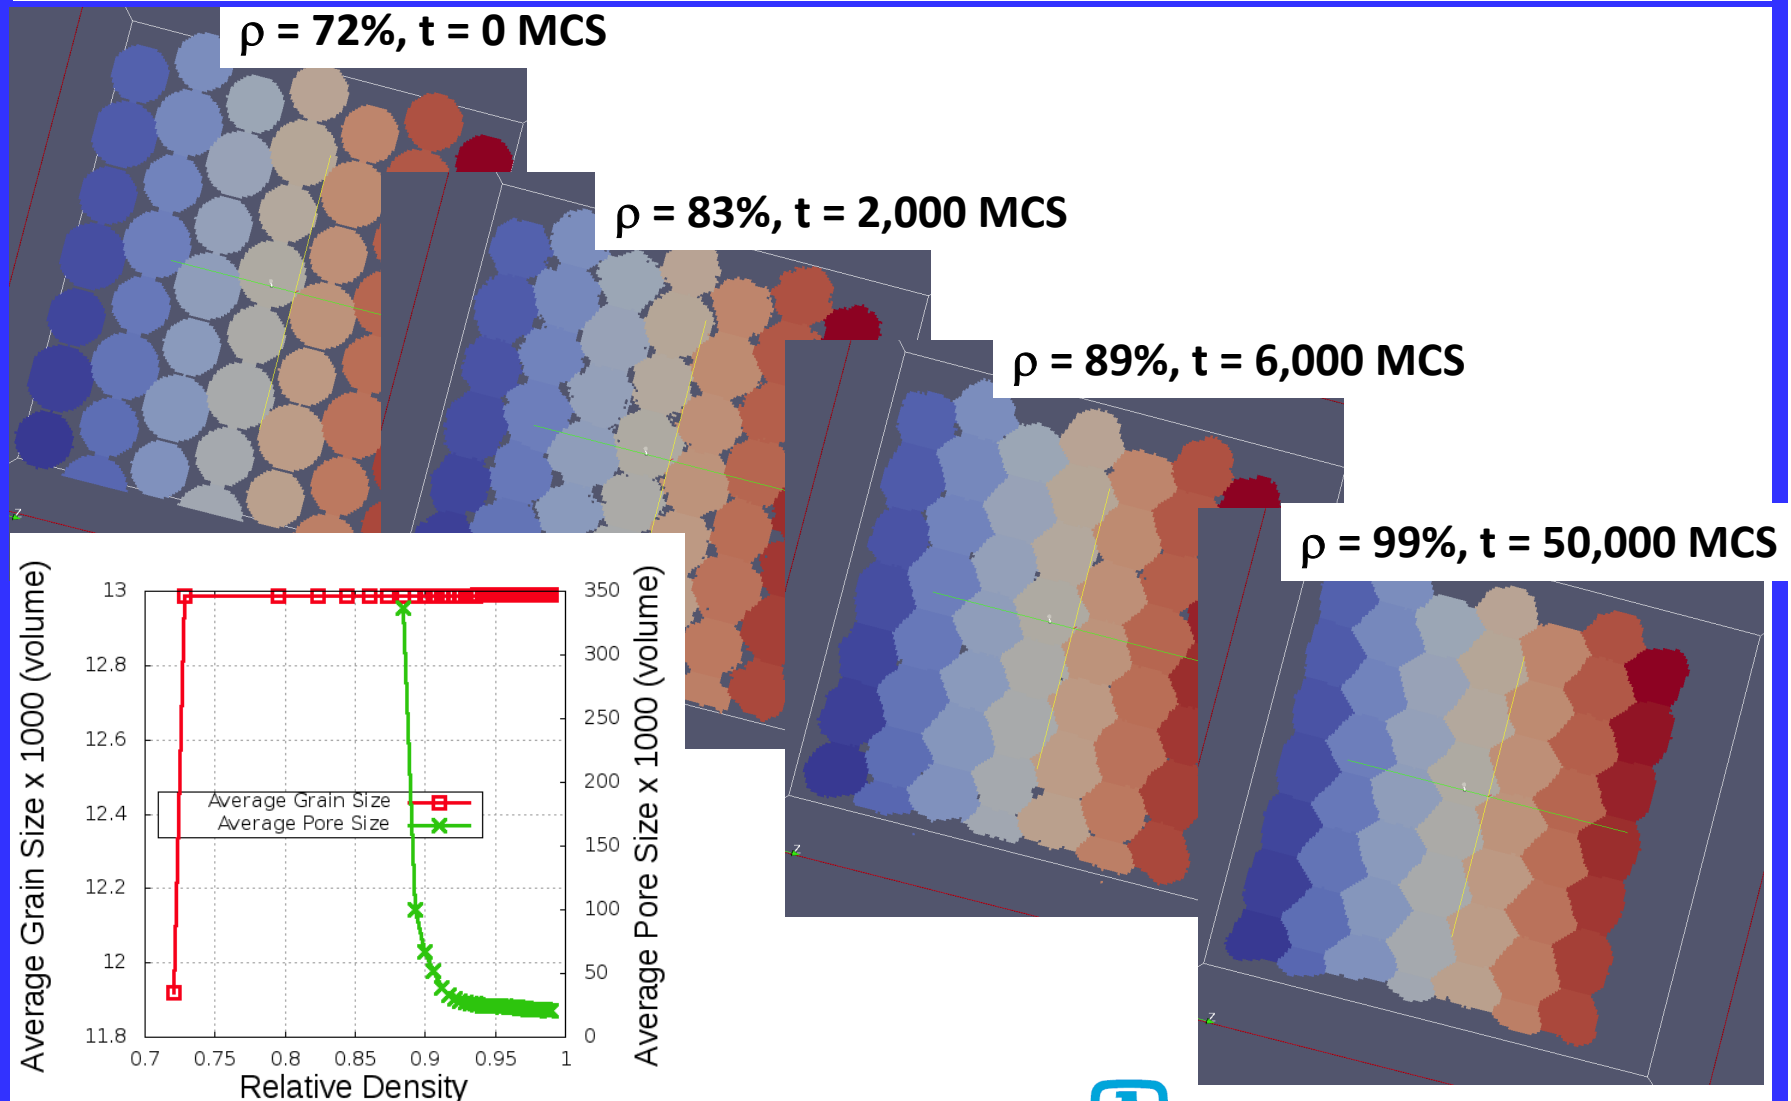 ρ = 72%, t = 0 MCS
ρ = 83%, t = 2,000 MCS
ρ = 89%, t = 6,000 MCS
ρ = 99%, t = 50,000 MCS
Z
Z
Z
Average Grain Size x 1000 (volume)
13
12.8
12.6
12.4
12.2
12
11.8
Average Grain Size
Average Pore Size
350
300
250
200
150
100
50
0
Average Pore Size x 1000 (volume)
0.7 0.75 0.8 0.85 0.9 0.95 1
Relative Density